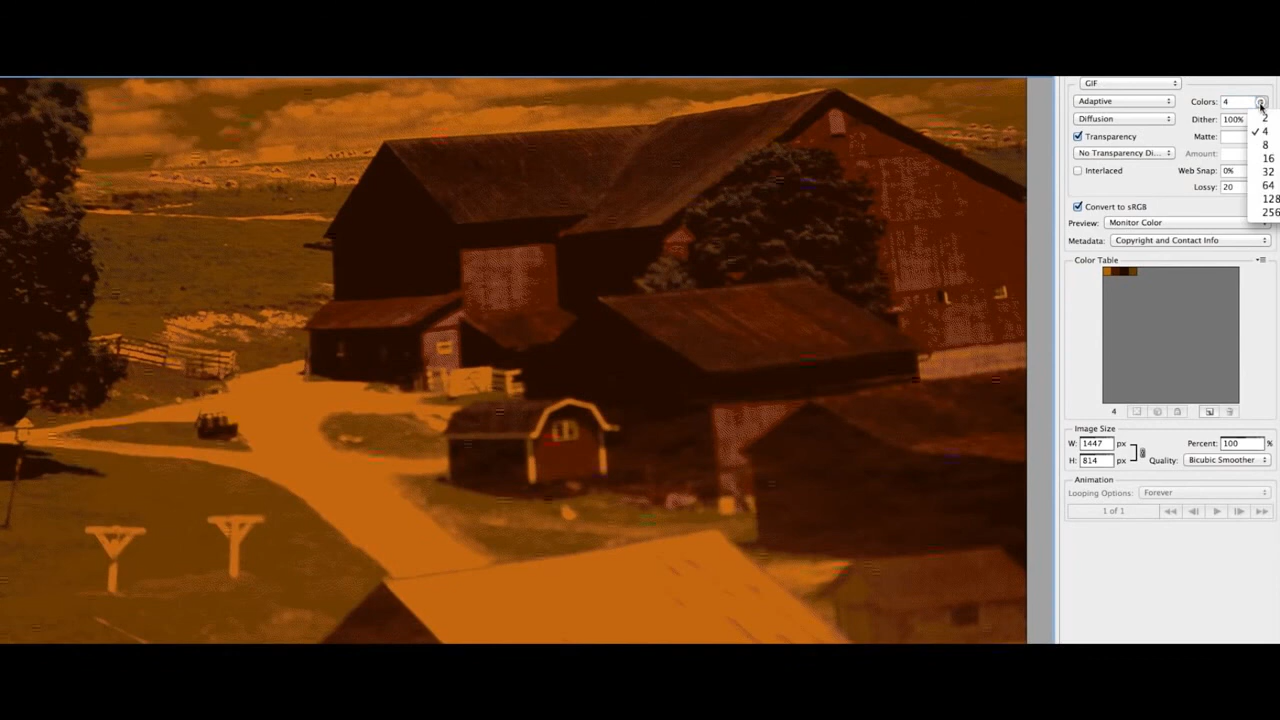 GIF
Adaptive Colors: 4
Diffusion Dither: 100%
Transparency Matte:
No Transparency Di... Amount:
Interlaced Web Snap: 0%
Lossy: 20
2
4
8
16
32
64
128
256
Convert to sRGB
Preview: Monitor Color
Metadata: Copyright and Contact Info
Color Table
4
Image Size
W: 1447 px Percent: 100 %
H: 814 px Quality: Bicubic Smoother
Animation
Looping Options: Forever
1 of 1